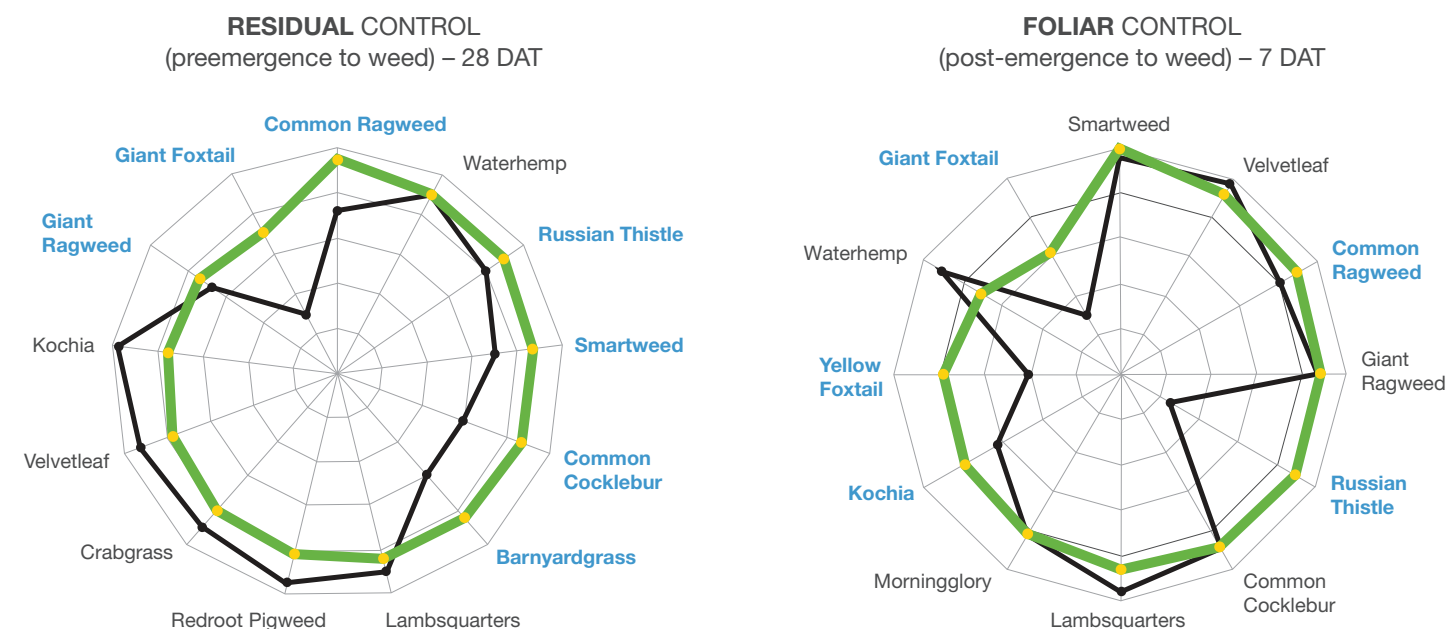 RESIDUAL CONTROL
(preemergence to weed) – 28 DAT
Common Ragweed
Waterhemp
Russian Thistle
Smartweed
Common
Cocklebur
Barnyardgrass
Lambsquarters
Redroot Pigweed
Crabgrass
Velvetleaf
Kochia
Giant
Ragweed
Giant Foxtail
FOLIAR CONTROL
(post-emergence to weed) – 7 DAT
Smartweed
Velvetleaf
Common
Ragweed
Giant
Ragweed
Russian
Thistle
Common
Cocklebur
Lambsquarters
Morningglory
Kochia
Yellow
Foxtail
Waterhemp
Giant Foxtail